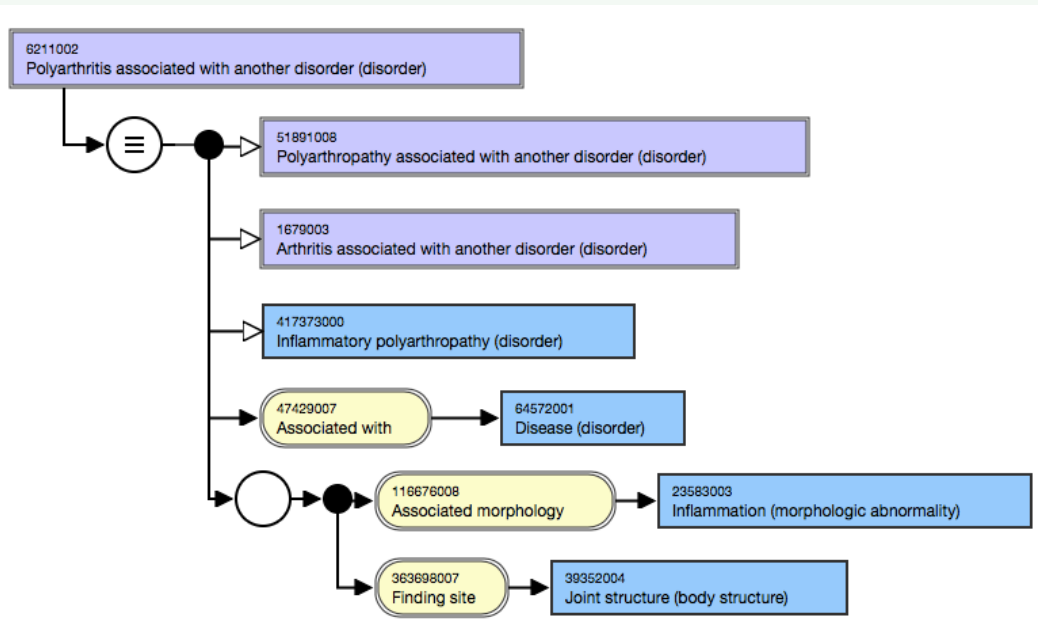 6211002
Polyarthritis associated with another disorder (disorder)
≡
51891008
Polyarthropathy associated with another disorder (disorder)
1679003
Arthritis associated with another disorder (disorder)
417373000
Inflammatory polyarthropathy (disorder)
47429007
Associated with
64572001
Disease (disorder)
116676008
Associated morphology
23583003
Inflammation (morphologic abnormality)
363698007
Finding site
39352004
Joint structure (body structure)